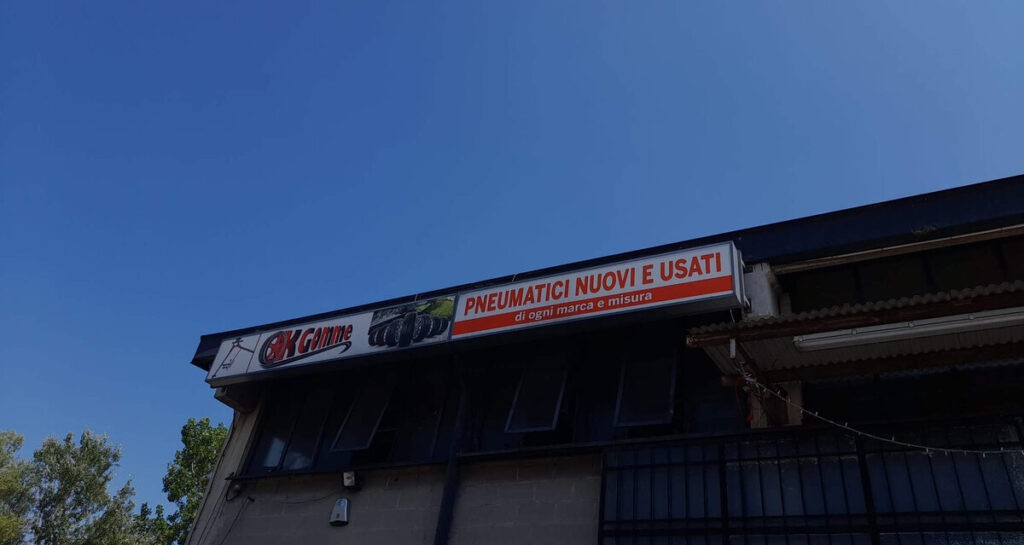 OK Gomme
PNEUMATICI NUOVI E USATI
di ogni marca e misura